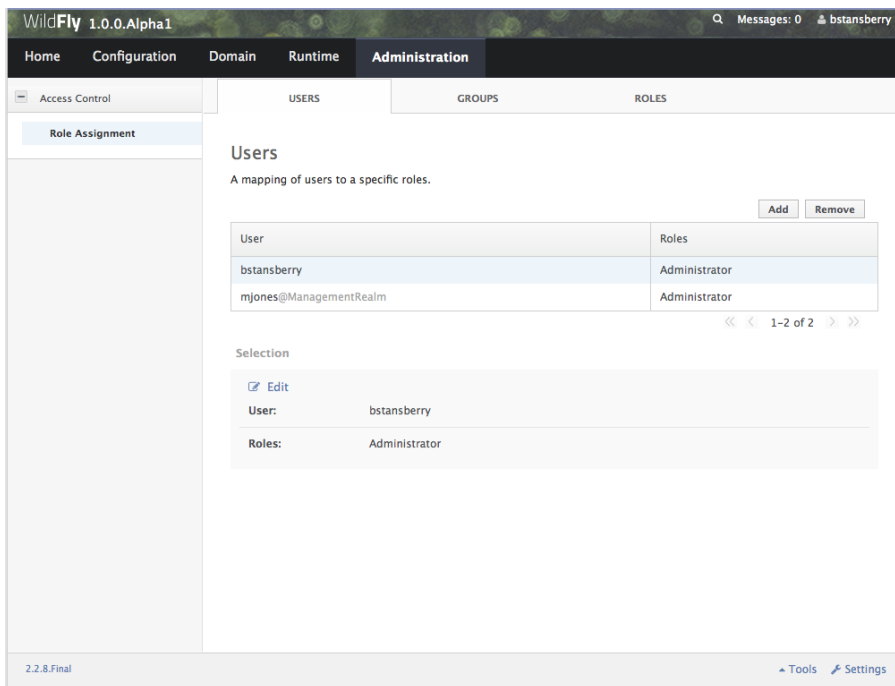 WildFly 1.0.0.Alpha1
Messages: 0 bstansberry
Home Configuration Domain Runtime Administration
Access Control
Role Assignment
USERS GROUPS ROLES
Users
A mapping of users to a specific roles.
Add Remove
User Roles
bstansberry Administrator
mjones@ManagementRealm Administrator
1-2 of 2
Selection
Edit
User: bstansberry
Roles: Administrator
2.2.8.Final
Tools Settings